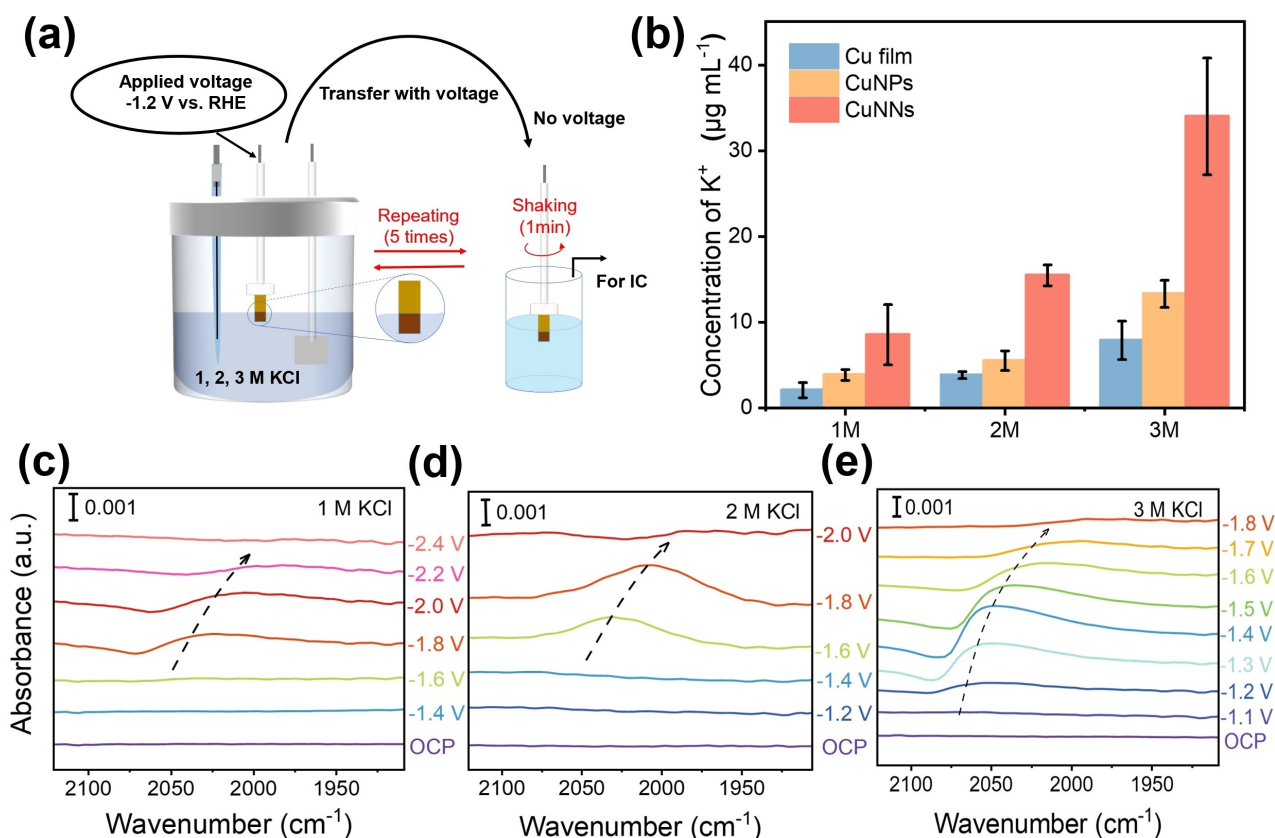 (a)
Applied voltage
-1.2 V vs. RHE
Transfer with voltage
No voltage
Repeating
(5 times)
Shaking
(1min)
For IC
1, 2, 3 M KCl
(b)
Concentration of K⁺ (μg mL⁻¹)
Cu film
CuNPs
CuNNs
40
30
20
10
0
1M
2M
3M
(c)
Absorbance (a.u.)
0.001
1 M KCl
-2.4 V
-2.2 V
-2.0 V
-1.8 V
-1.6 V
-1.4 V
OCP
2100
2050
2000
1950
Wavenumber (cm⁻¹)
(d)
0.001
2 M KCl
-2.0 V
-1.8 V
-1.6 V
-1.4 V
-1.2 V
OCP
2100
2050
2000
1950
Wavenumber (cm⁻¹)
(e)
0.001
3 M KCl
-1.8 V
-1.7 V
-1.6 V
-1.5 V
-1.4 V
-1.3 V
-1.2 V
-1.1 V
OCP
2100
2050
2000
1950
Wavenumber (cm⁻¹)